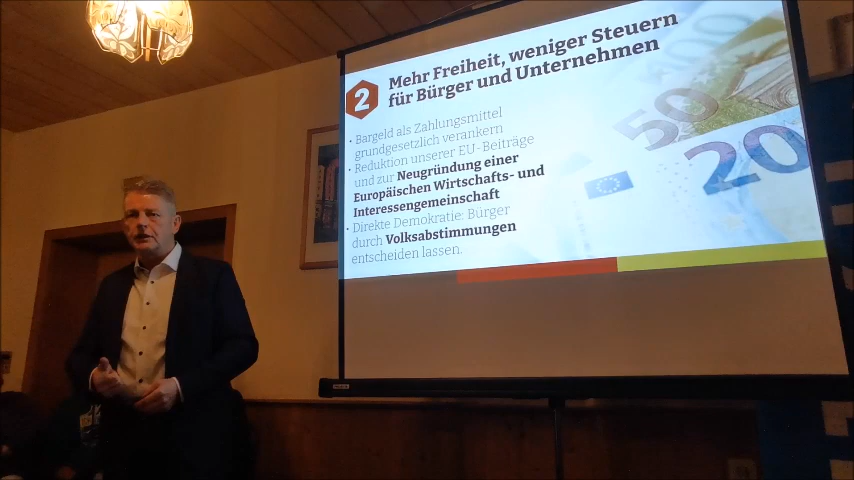 2
Mehr Freiheit, weniger Steuern
für Bürger und Unternehmen
• Bargeld als Zahlungsmittel
grundgesetzlich verankern
• Reduktion unserer EU-Beiträge
und zur Neugründung einer
Europäischen Wirtschafts- und
Interessengemeinschaft
• Direkte Demokratie: Bürger
durch Volksabstimmungen
entscheiden lassen.
100
50
20